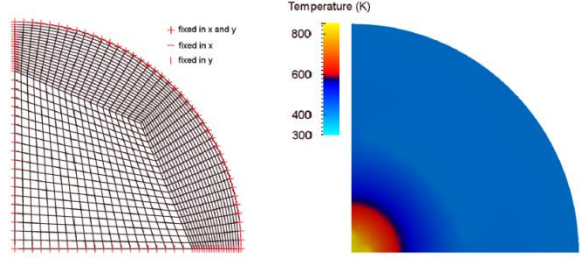 Temperature (K)
fixed in x and y
fixed in x
fixed in y
800
600
400
300